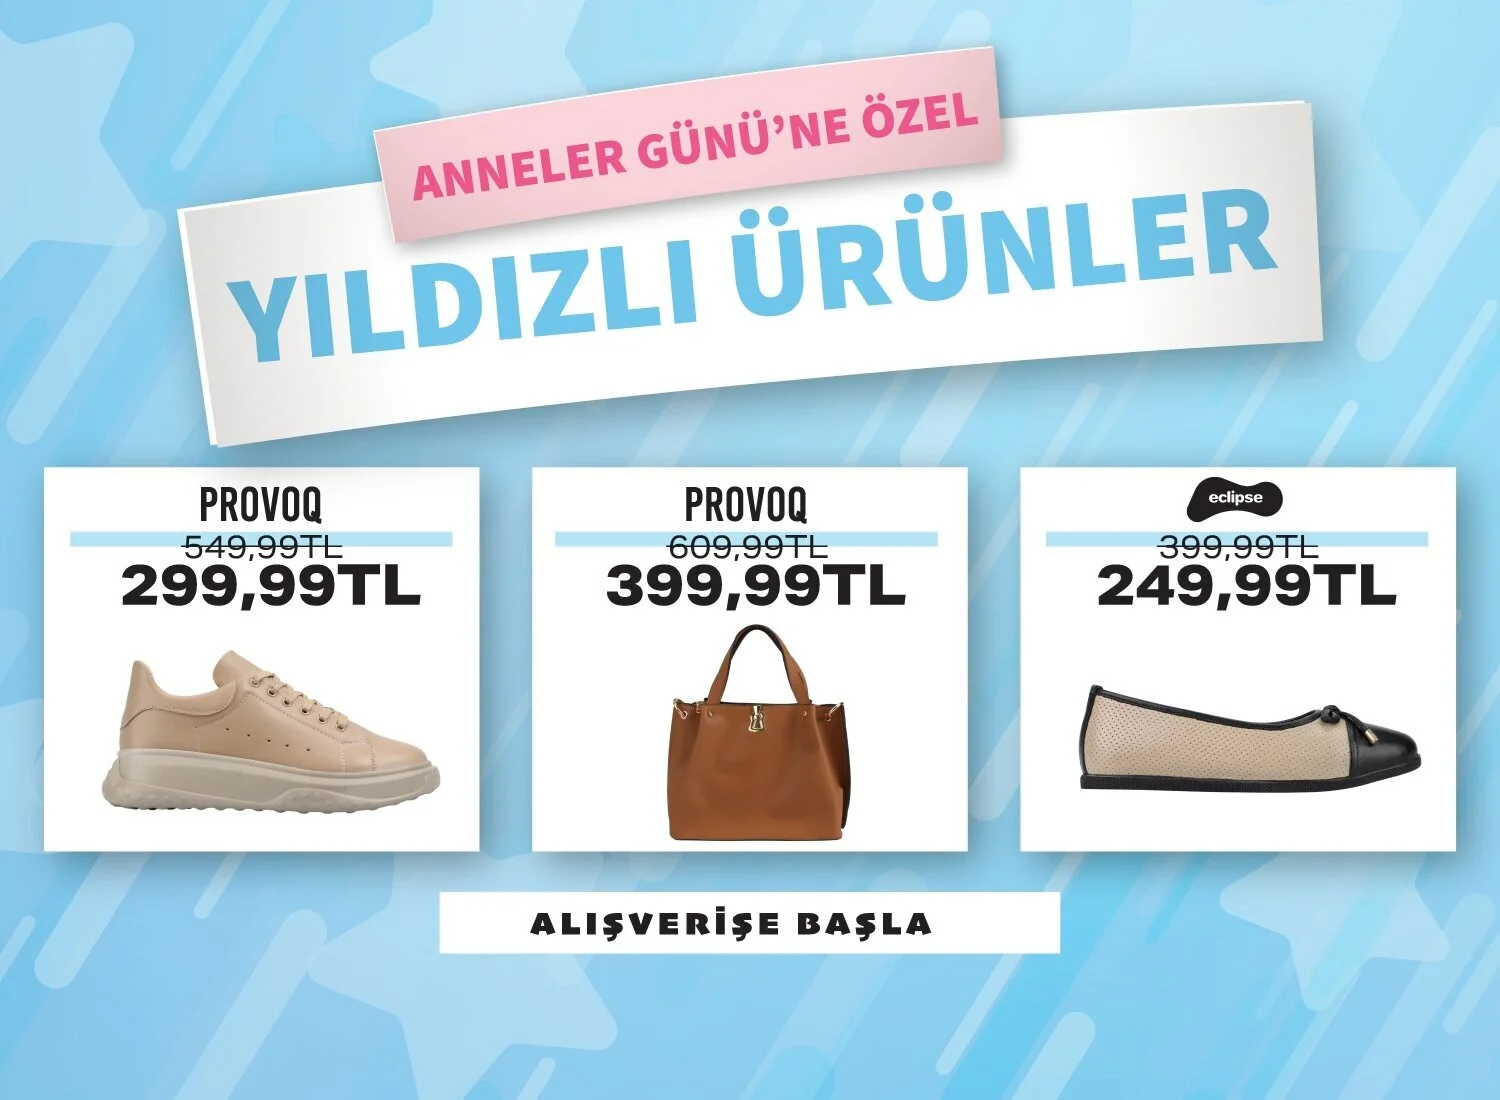 ANNELER GÜNÜ'NE ÖZEL
YILDIZLI ÜRÜNLER
PROVOQ
549,99TL
299,99TL
PROVOQ
609,99TL
399,99TL
eclipse
399,99TL
249,99TL
ALIŞVERİŞE BAŞLA